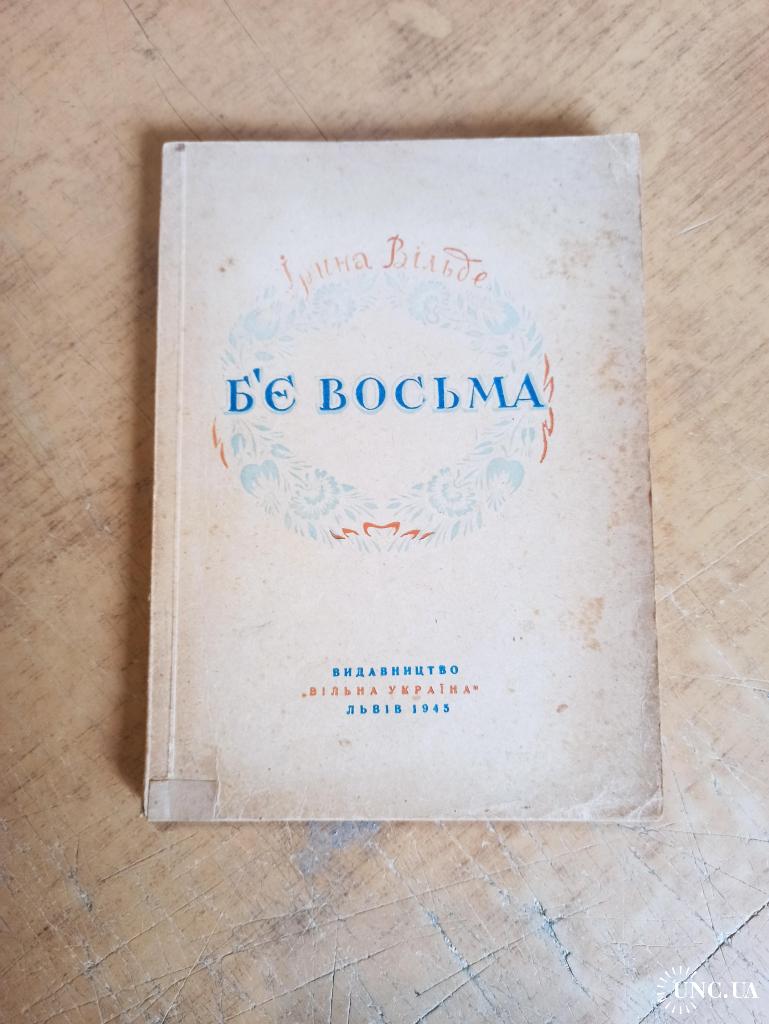 Ірина Вільде
Б'Є ВОСЬМА
ВИДАВНИЦТВО
„ВІЛЬНА УКРАЇНА"
ЛЬВІВ 1945
UNC.UA